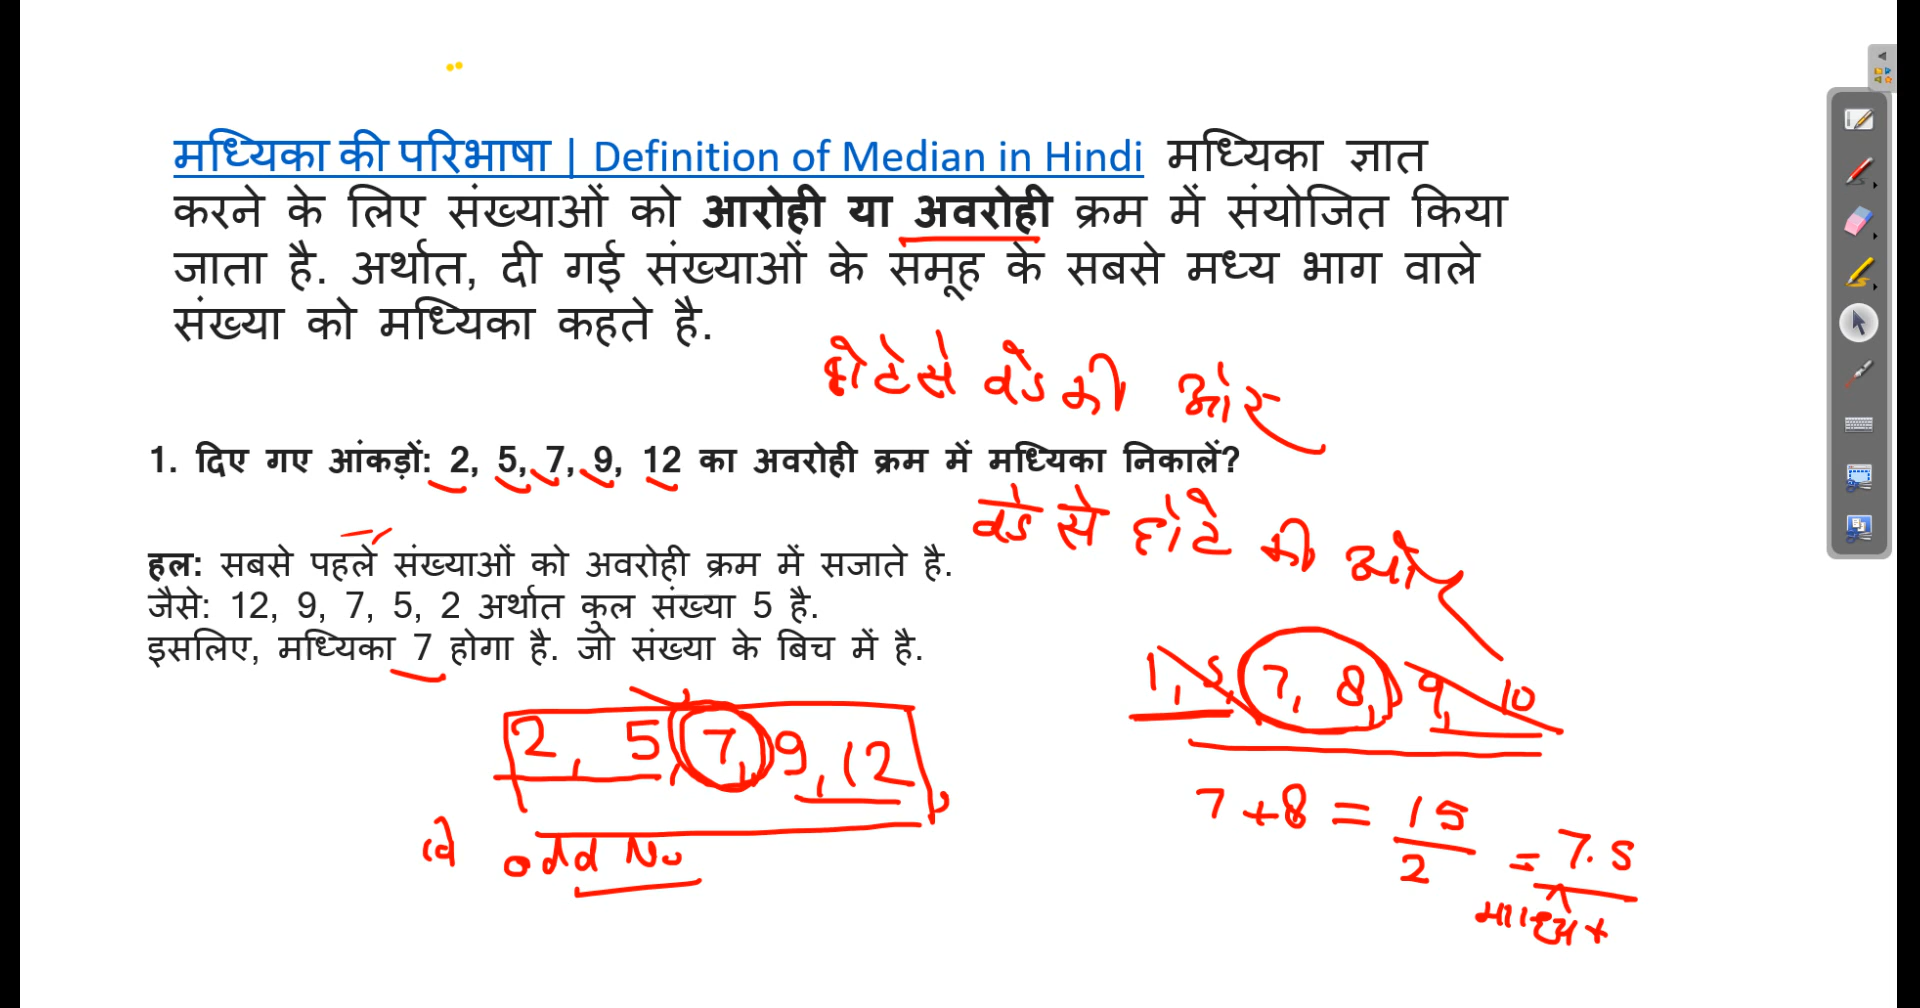 मध्यिका की परिभाषा | Definition of Median in Hindi मध्यिका ज्ञात
करने के लिए संख्याओं को आरोही या अवरोही क्रम में संयोजित किया
जाता है. अर्थात, दी गई संख्याओं के समूह के सबसे मध्य भाग वाले
संख्या को मध्यिका कहते है.
छोटे से बडे की ओर
1. दिए गए आंकड़ों: 2, 5, 7, 9, 12 का अवरोही क्रम में मध्यिका निकालें?
बडे से छोटे की ओर
हल: सबसे पहले संख्याओं को अवरोही क्रम में सजाते है.
जैसे: 12, 9, 7, 5, 2 अर्थात कुल संख्या 5 है.
इसलिए, मध्यिका 7 होगा है. जो संख्या के बिच में है.
2, 5, 7, 9, 12
odd No
1, 5, 7, 8, 9, 10
7+8 = 15/2 = 7.5